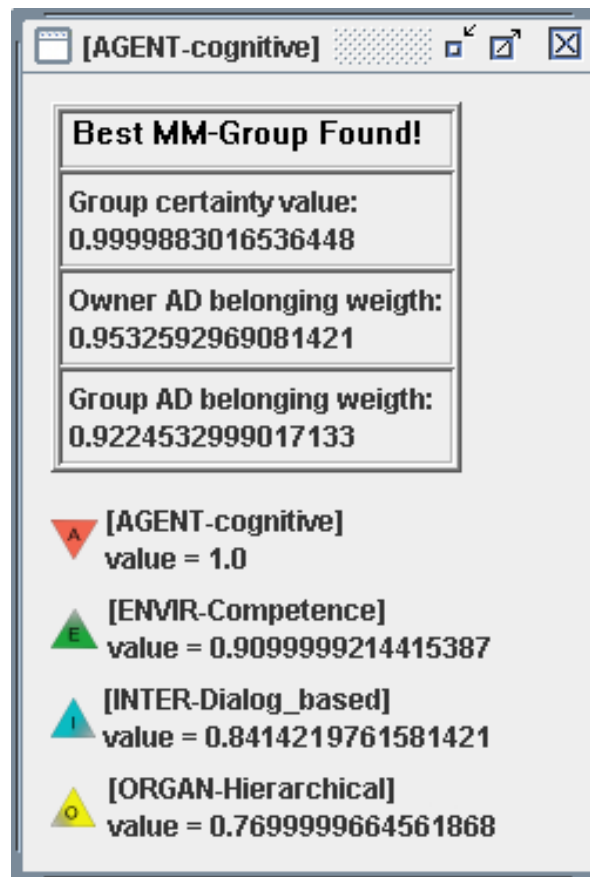 [AGENT-cognitive]
Best MM-Group Found!
Group certainty value:
0.9999883016536448
Owner AD belonging weigth:
0.9532592969081421
Group AD belonging weigth:
0.9224532999017133
A
[AGENT-cognitive]
value = 1.0
E
[ENVIR-Competence]
value = 0.9099999214415387
I
[INTER-Dialog_based]
value = 0.8414219761581421
O
[ORGAN-Hierarchical]
value = 0.7699999664561868